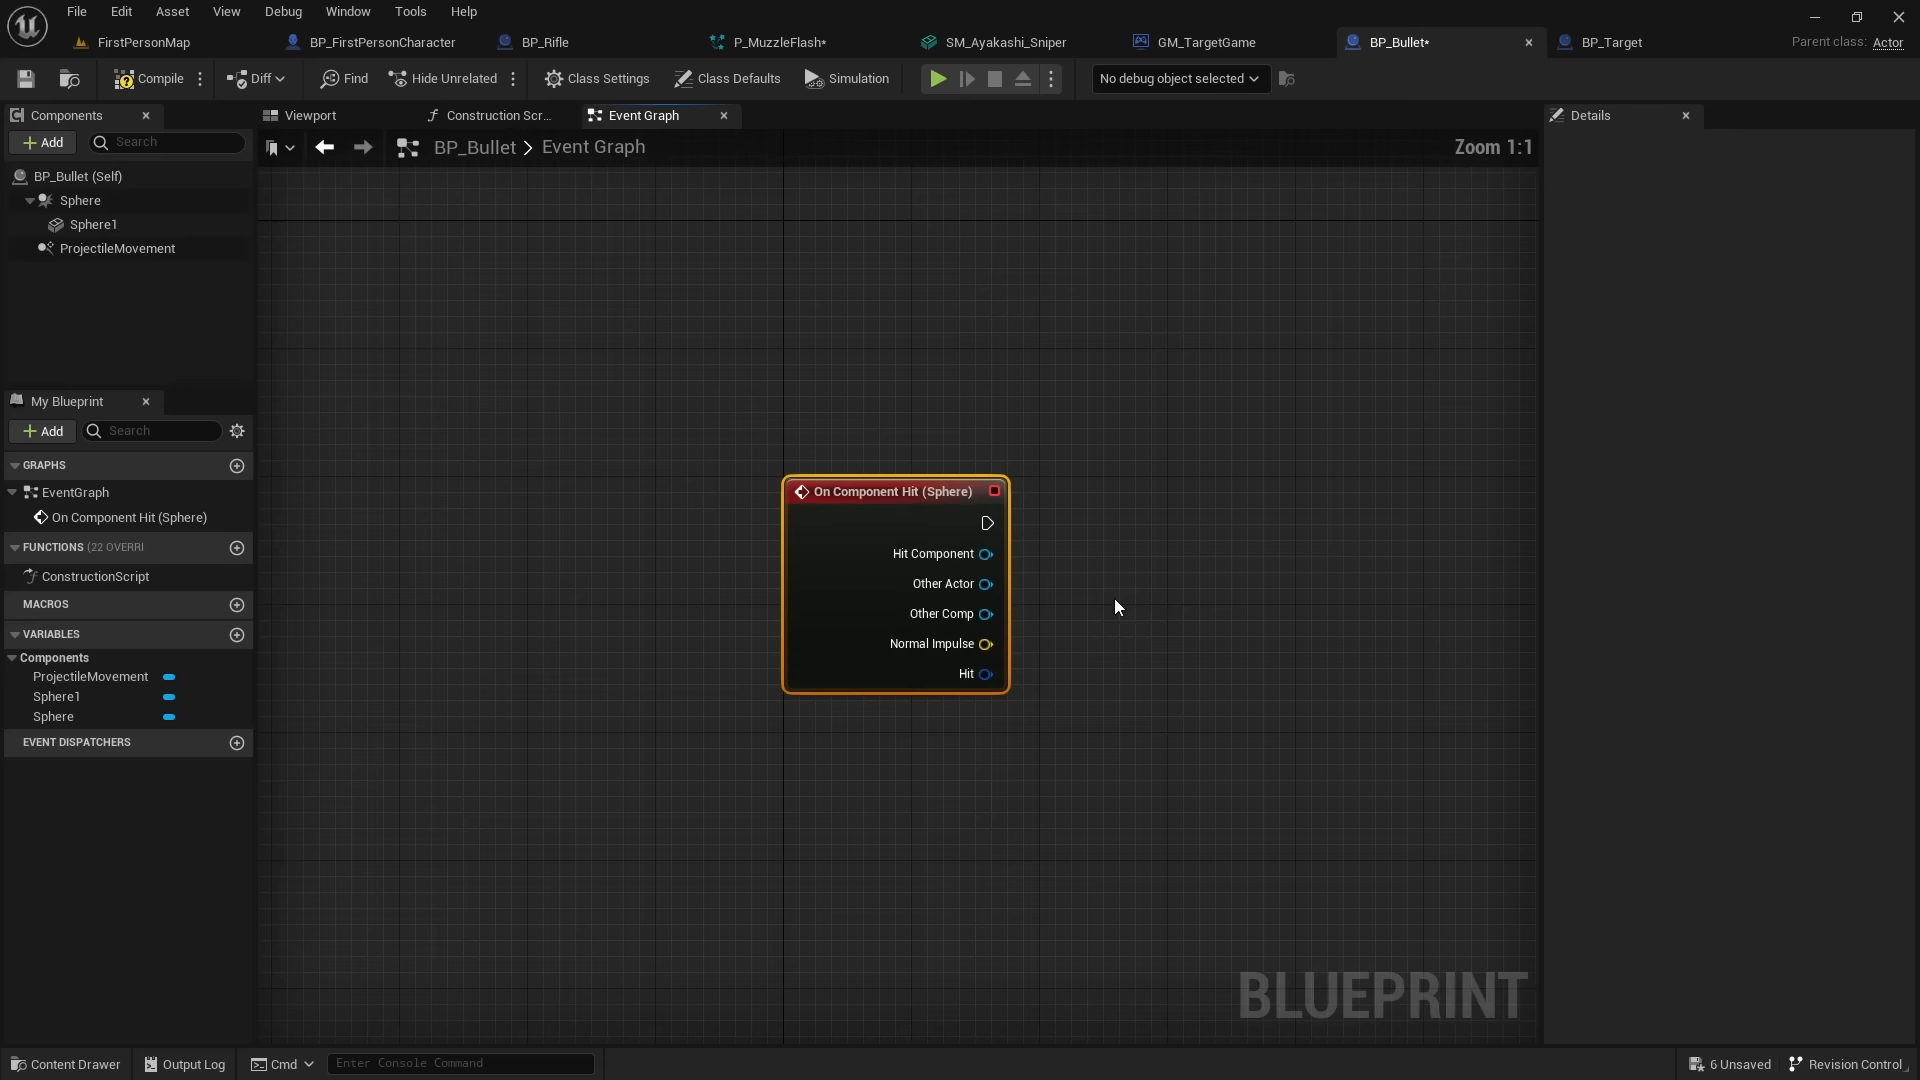 File Edit Asset View Debug Window Tools Help
FirstPersonMap BP_FirstPersonCharacter BP_Rifle P_MuzzleFlash* SM_Ayakashi_Sniper GM_TargetGame BP_Bullet* BP_Target Parent class: Actor
Compile Diff Find Hide Unrelated Class Settings Class Defaults Simulation No debug object selected
Components Viewport Construction Scr... Event Graph Details
Add Search
BP_Bullet > Event Graph Zoom 1:1
BP_Bullet (Self)
Sphere
Sphere1
ProjectileMovement
My Blueprint
Add Search
GRAPHS
EventGraph
On Component Hit (Sphere)
FUNCTIONS (22 OVERRI
ConstructionScript
MACROS
VARIABLES
Components
ProjectileMovement
Sphere1
Sphere
EVENT DISPATCHERS
On Component Hit (Sphere)
Hit Component
Other Actor
Other Comp
Normal Impulse
Hit
BLUEPRINT
Content Drawer Output Log Cmd Enter Console Command 6 Unsaved Revision Control